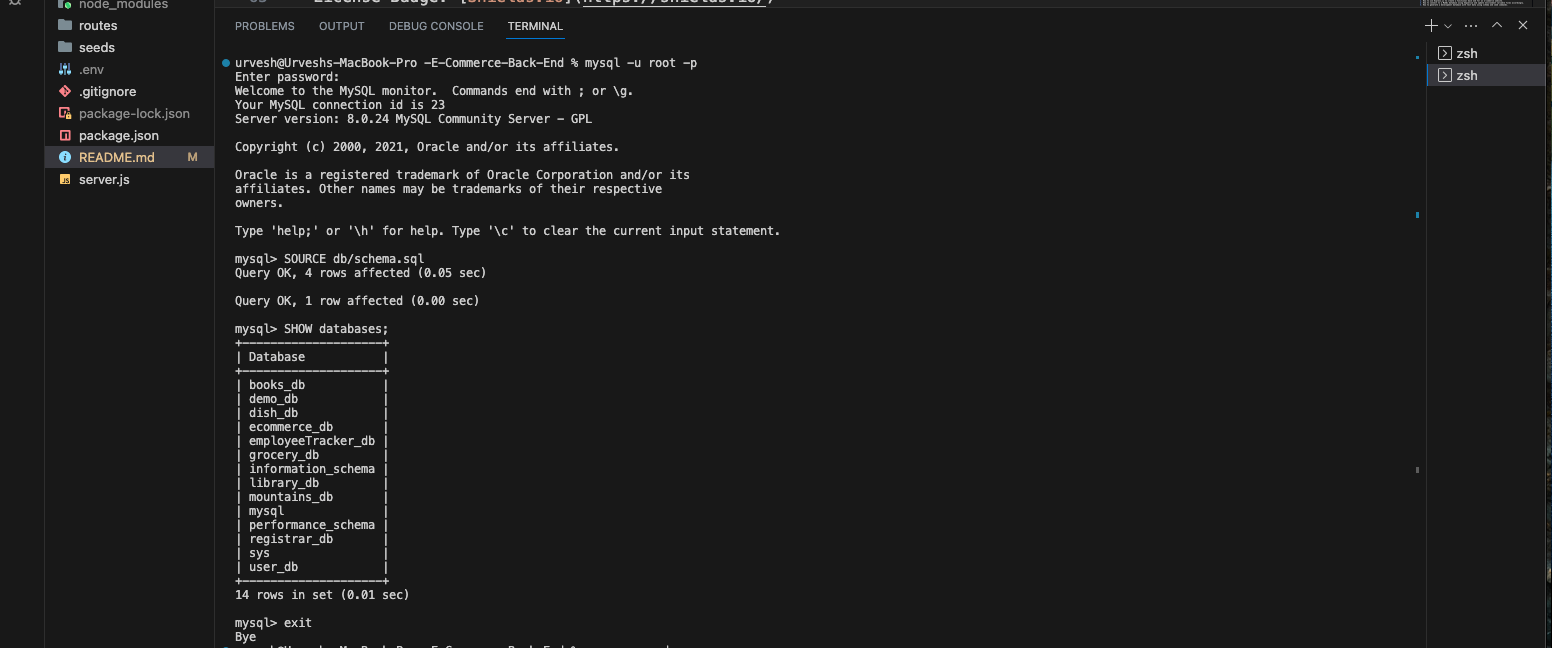 node_modules
routes
seeds
.env
.gitignore
package-lock.json
package.json
README.md M
server.js
PROBLEMS OUTPUT DEBUG CONSOLE TERMINAL
urvesh@Urveshs-MacBook-Pro -E-Commerce-Back-End % mysql -u root -p
Enter password:
Welcome to the MySQL monitor.  Commands end with ; or \g.
Your MySQL connection id is 23
Server version: 8.0.24 MySQL Community Server - GPL
Copyright (c) 2000, 2021, Oracle and/or its affiliates.
Oracle is a registered trademark of Oracle Corporation and/or its
affiliates. Other names may be trademarks of their respective
owners.
Type 'help;' or '\h' for help. Type '\c' to clear the current input statement.
mysql> SOURCE db/schema.sql
Query OK, 4 rows affected (0.05 sec)
Query OK, 1 row affected (0.00 sec)
mysql> SHOW databases;
+--------------------+
| Database           |
+--------------------+
| books_db           |
| demo_db            |
| dish_db            |
| ecommerce_db       |
| employeeTracker_db |
| grocery_db         |
| information_schema |
| library_db         |
| mountains_db       |
| mysql              |
| performance_schema |
| registrar_db       |
| sys                |
| user_db            |
+--------------------+
14 rows in set (0.01 sec)
mysql> exit
Bye
zsh
zsh